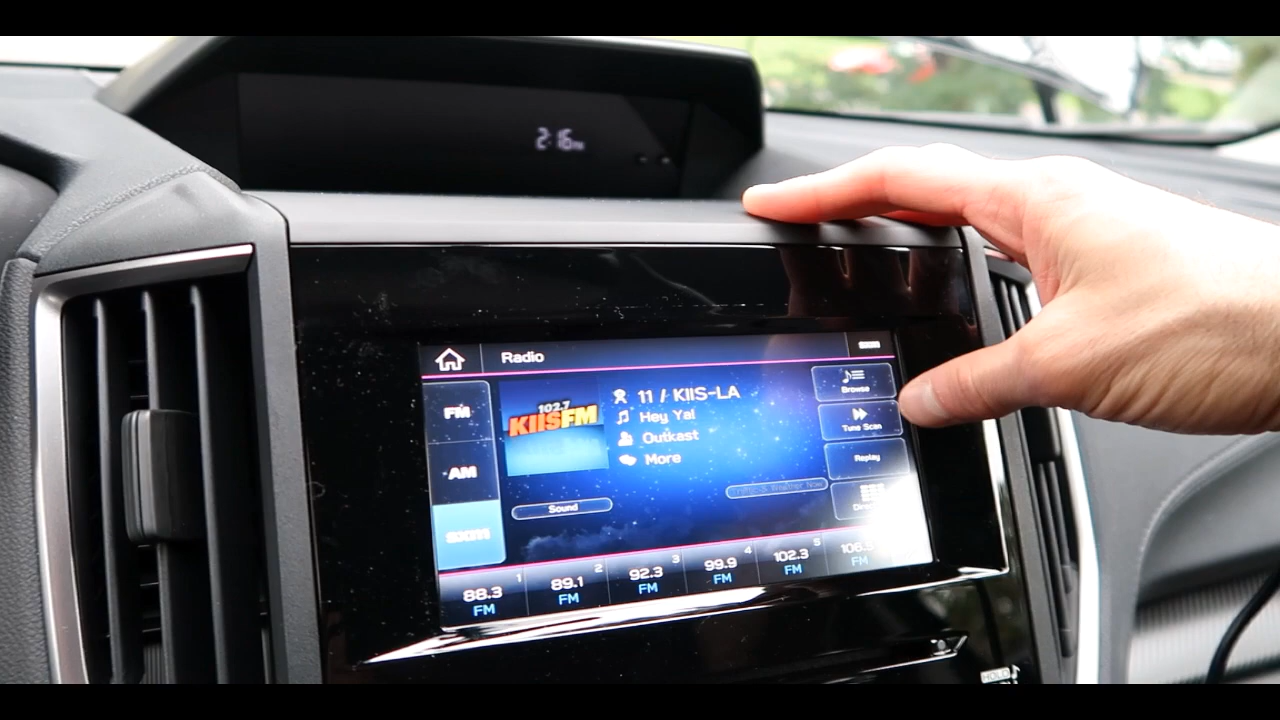 2:16PM
Radio
FM
AM
SXM
102.7
KIISFM
11 / KIIS-LA
Hey Ya!
Outkast
More
Sound
Browse
Tune Scan
Replay
88.3 1
FM
89.1 2
FM
92.3 3
FM
99.9 4
FM
102.3 5
FM
FM
HOLD